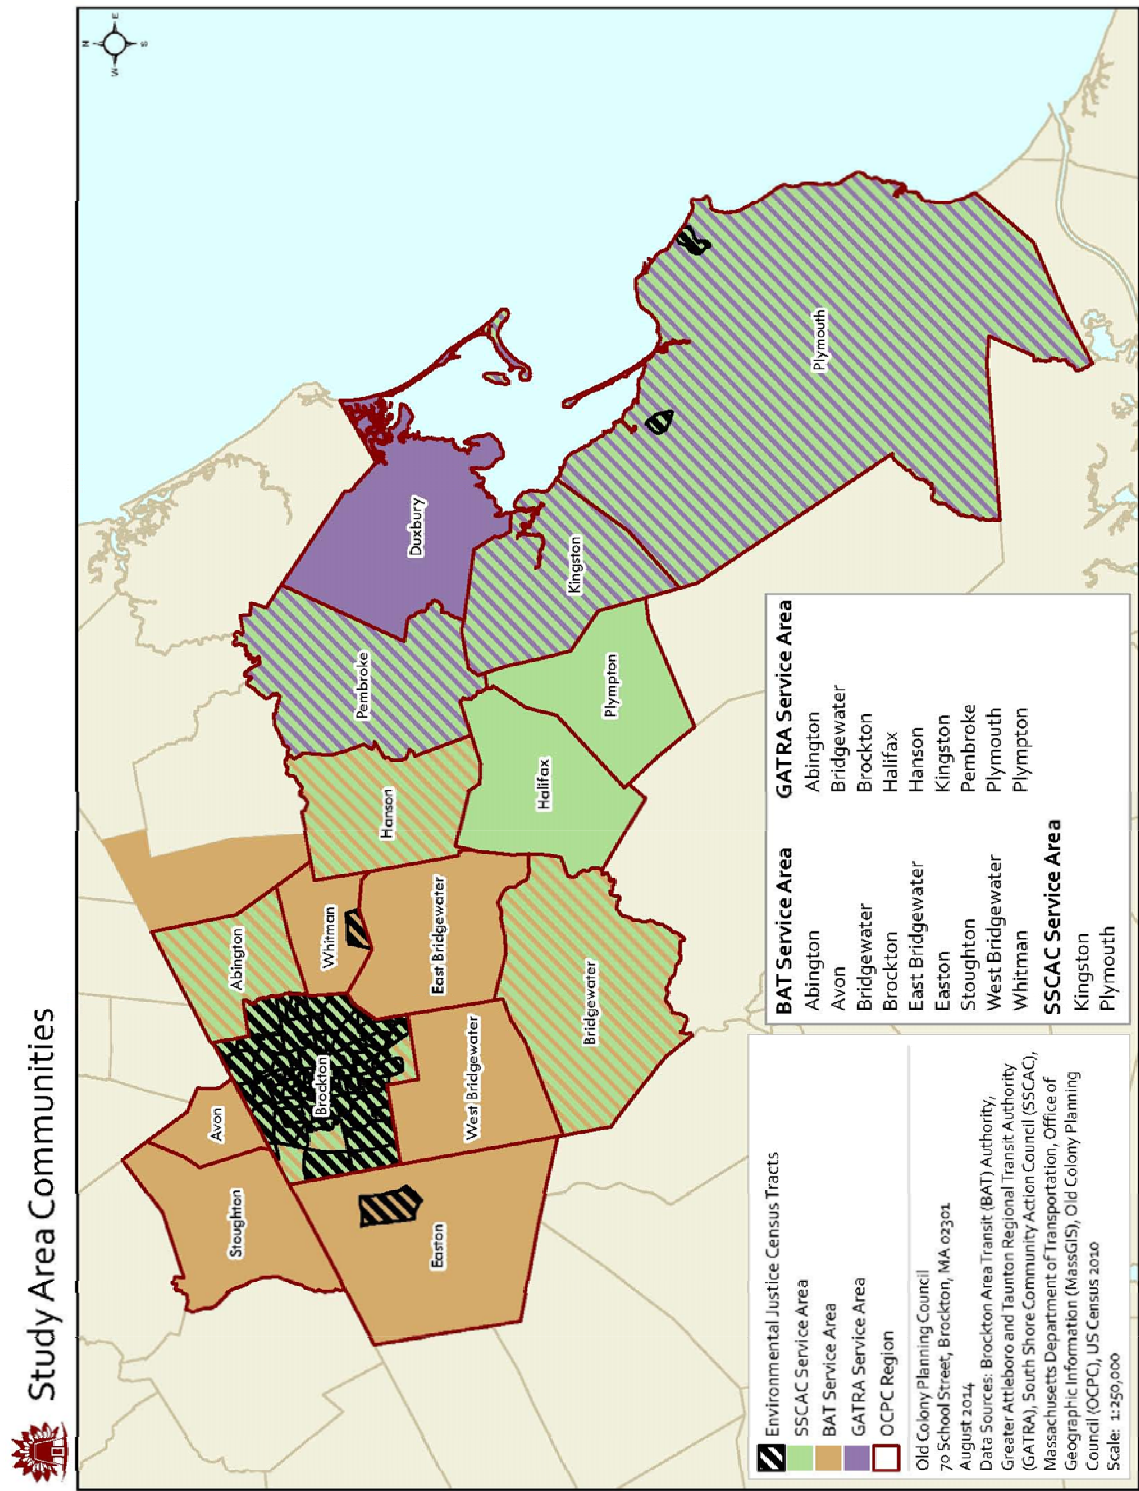 Study Area Communities
N
E
S
W
Stoughton
Avon
Brockton
Abington
Whitman
Hanson
Pembroke
Duxbury
Easton
West Bridgewater
East Bridgewater
Bridgewater
Halifax
Plympton
Kingston
Plymouth
Environmental Justice Census Tracts
SSCAC Service Area
BAT Service Area
GATRA Service Area
OCPC Region
Old Colony Planning Council
70 School Street, Brockton, MA 02301
August 2014
Data Sources: Brockton Area Transit (BAT) Authority,
Greater Attleboro and Taunton Regional Transit Authority
(GATRA), South Shore Community Action Council (SSCAC),
Massachusetts Department of Transportation, Office of
Geographic Information (MassGIS), Old Colony Planning
Council (OCPC), US Census 2010
Scale: 1:250,000
BAT Service Area
Abington
Avon
Bridgewater
Brockton
East Bridgewater
Easton
Stoughton
West Bridgewater
Whitman
SSCAC Service Area
Kingston
Plymouth
GATRA Service Area
Abington
Bridgewater
Brockton
Halifax
Hanson
Kingston
Pembroke
Plymouth
Plympton